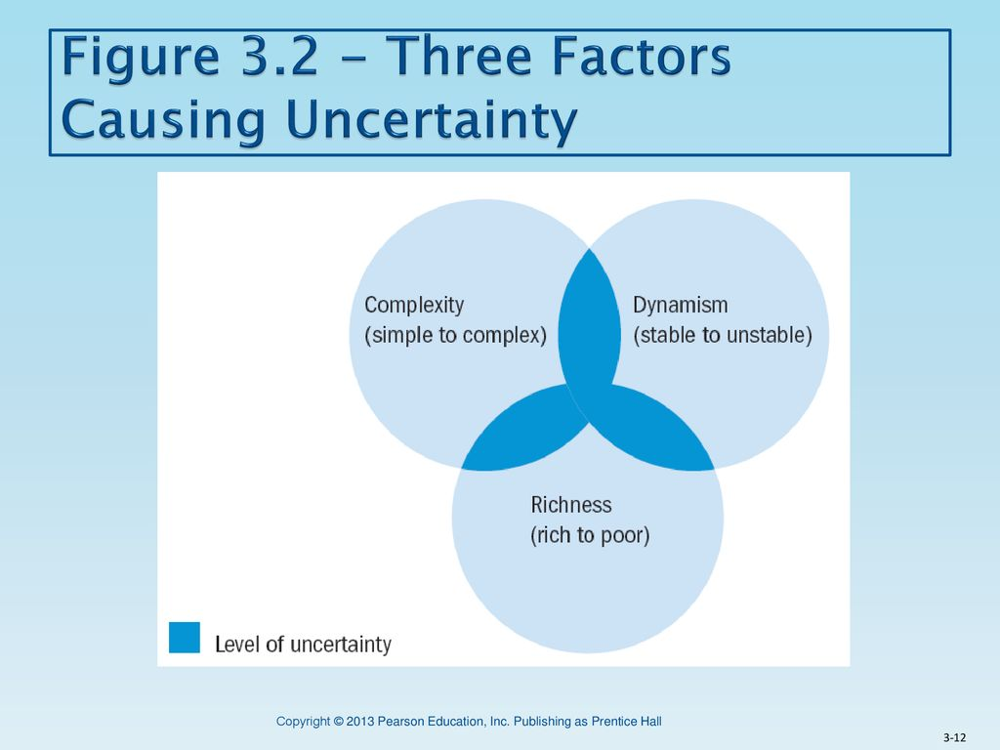 Figure 3.2 – Three Factors
Causing Uncertainty
Complexity
(simple to complex)
Dynamism
(stable to unstable)
Richness
(rich to poor)
Level of uncertainty
Copyright © 2013 Pearson Education, Inc. Publishing as Prentice Hall
3-12